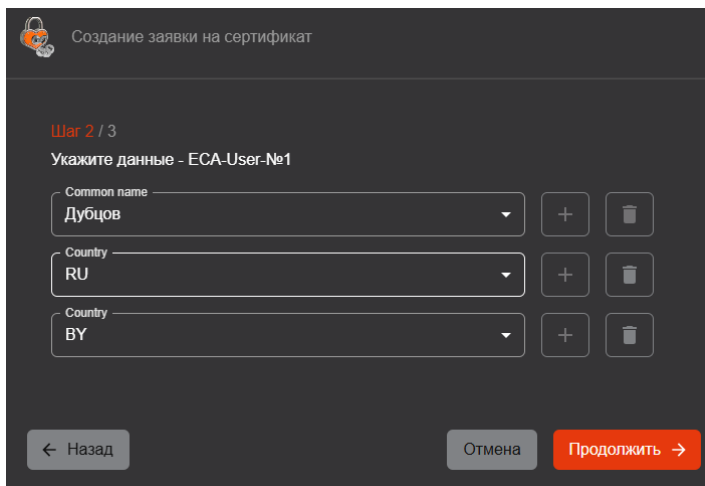 Создание заявки на сертификат
Шаг 2 / 3
Укажите данные - ECA-User-№1
Common name
Дубцов
Country
RU
Country
BY
Назад
Отмена
Продолжить